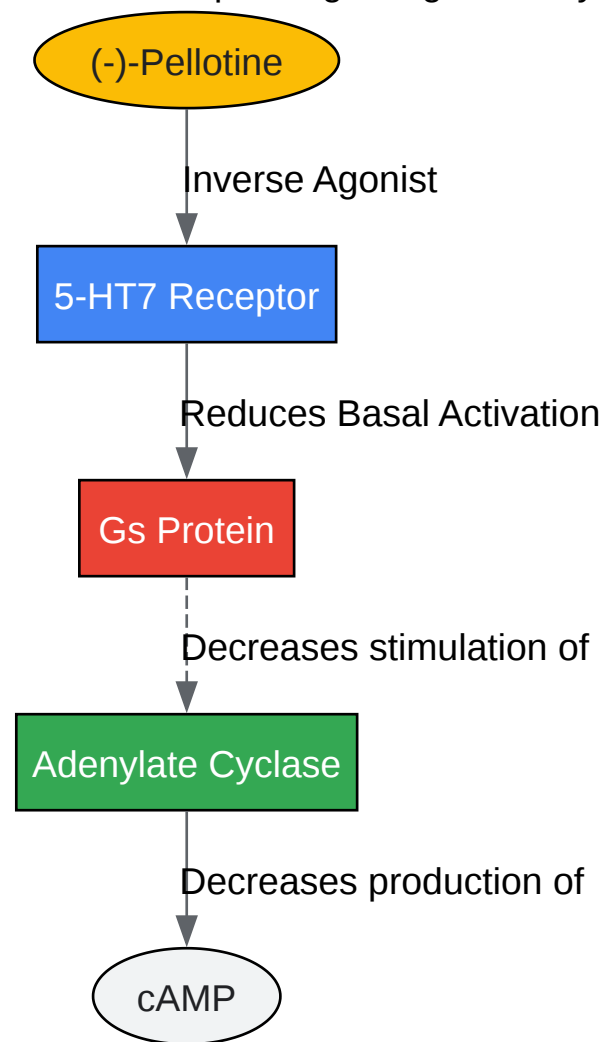 (-)-Pellotine
Inverse Agonist
5-HT7 Receptor
Reduces Basal Activation
Gs Protein
Decreases stimulation of
Adenylate Cyclase
Decreases production of
cAMP